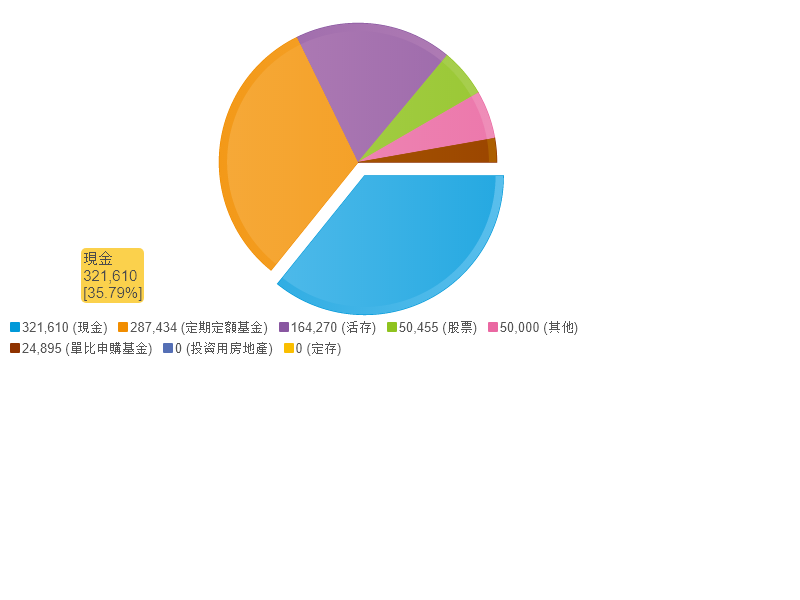 現金
321,610
[35.79%]
321,610 (現金) 287,434 (定期定額基金) 164,270 (活存) 50,455 (股票) 50,000 (其他)
24,895 (單比申購基金) 0 (投资用房地產) 0 (定存)